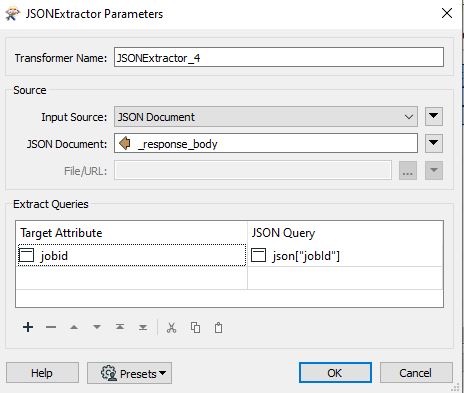 JSONExtractor Parameters
Transformer Name: JSONExtractor_4
Source
Input Source: JSON Document
JSON Document: _response_body
File/URL: ...
Extract Queries
Target Attribute JSON Query
jobid json["jobId"]
Help Presets OK Cancel